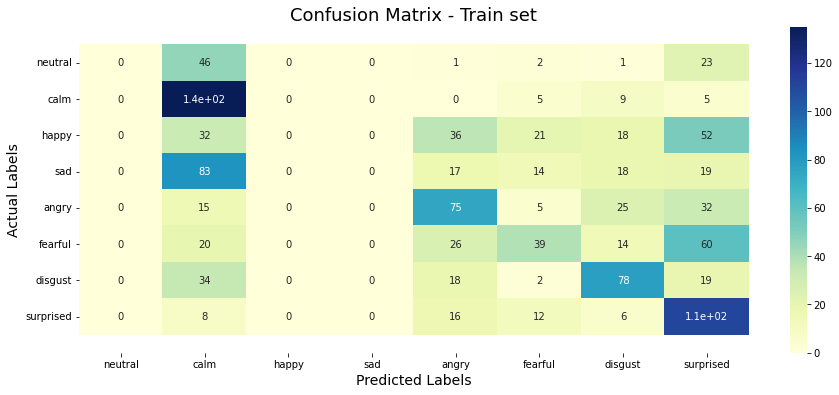 Confusion Matrix - Train set
neutral 0 46 0 0 1 2 1 23
calm 0 1.4e+02 0 0 0 5 9 5
happy 0 32 0 0 36 21 18 52
sad 0 83 0 0 17 14 18 19
angry 0 15 0 0 75 5 25 32
fearful 0 20 0 0 26 39 14 60
disgust 0 34 0 0 18 2 78 19
surprised 0 8 0 0 16 12 6 1.1e+02
neutral calm happy sad angry fearful disgust surprised
Predicted Labels
Actual Labels
120
100
80
60
40
20
0